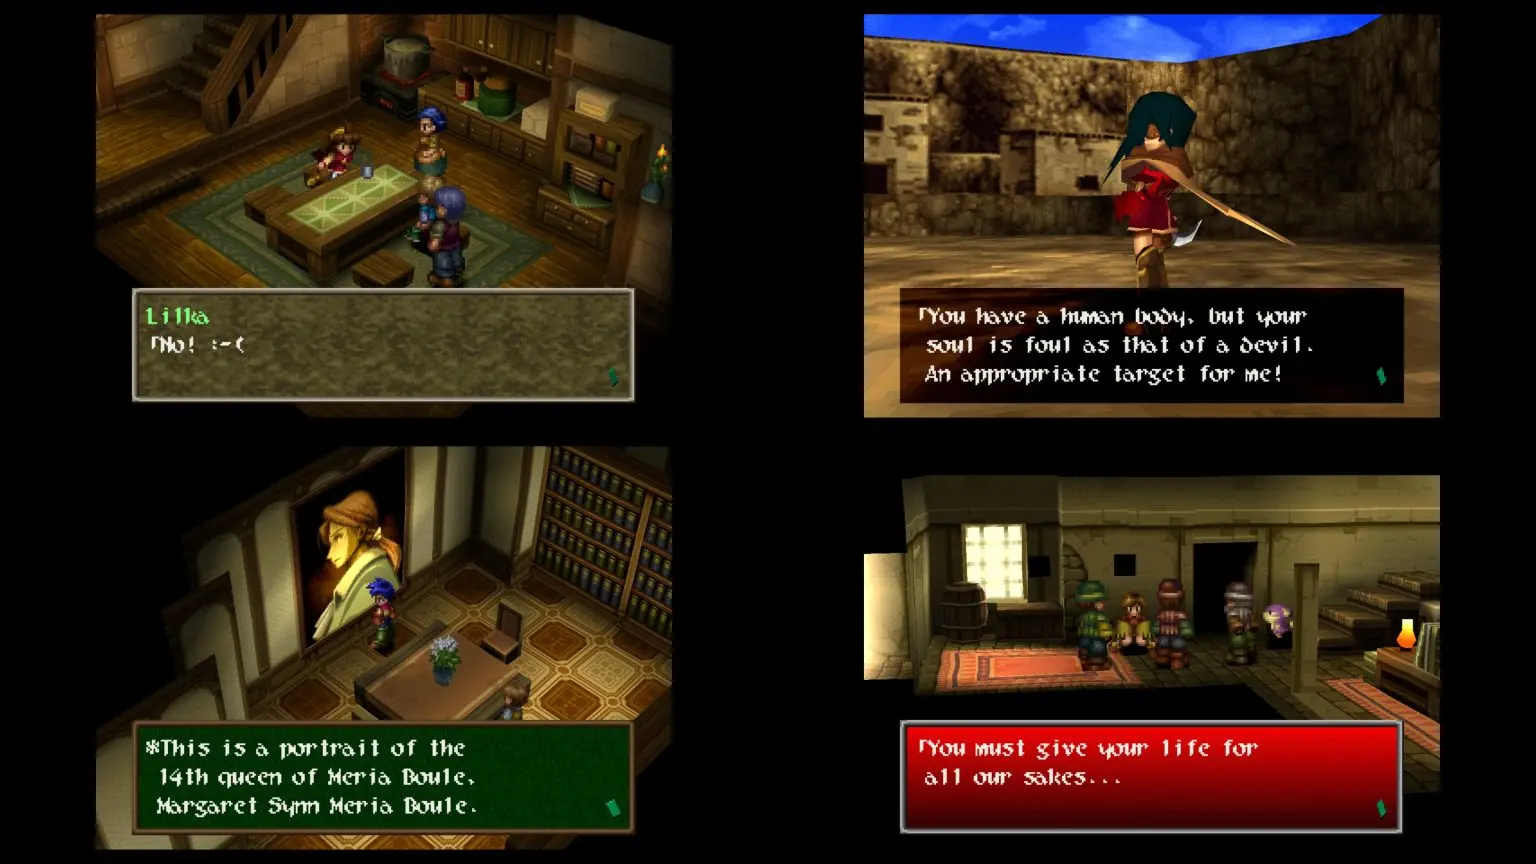 Lilka
「No! :-(
「You have a human body, but your
soul is foul as that of a devil.
An appropriate target for me!
*This is a portrait of the
14th queen of Meria Boule,
Margaret Synn Meria Boule.
「You must give your life for
all our sakes...